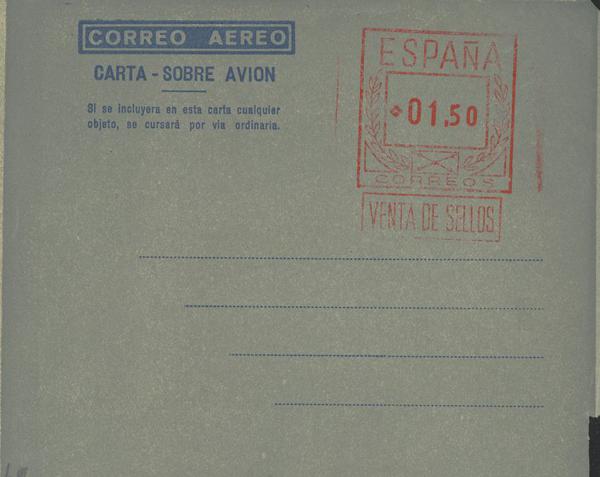 CORREO AEREO
CARTA - SOBRE AVION
Si se incluyera en esta carta cualquier
objeto, se cursará por via ordinaria.
ESPAÑA
01.50
CORREOS
VENTA DE SELLOS